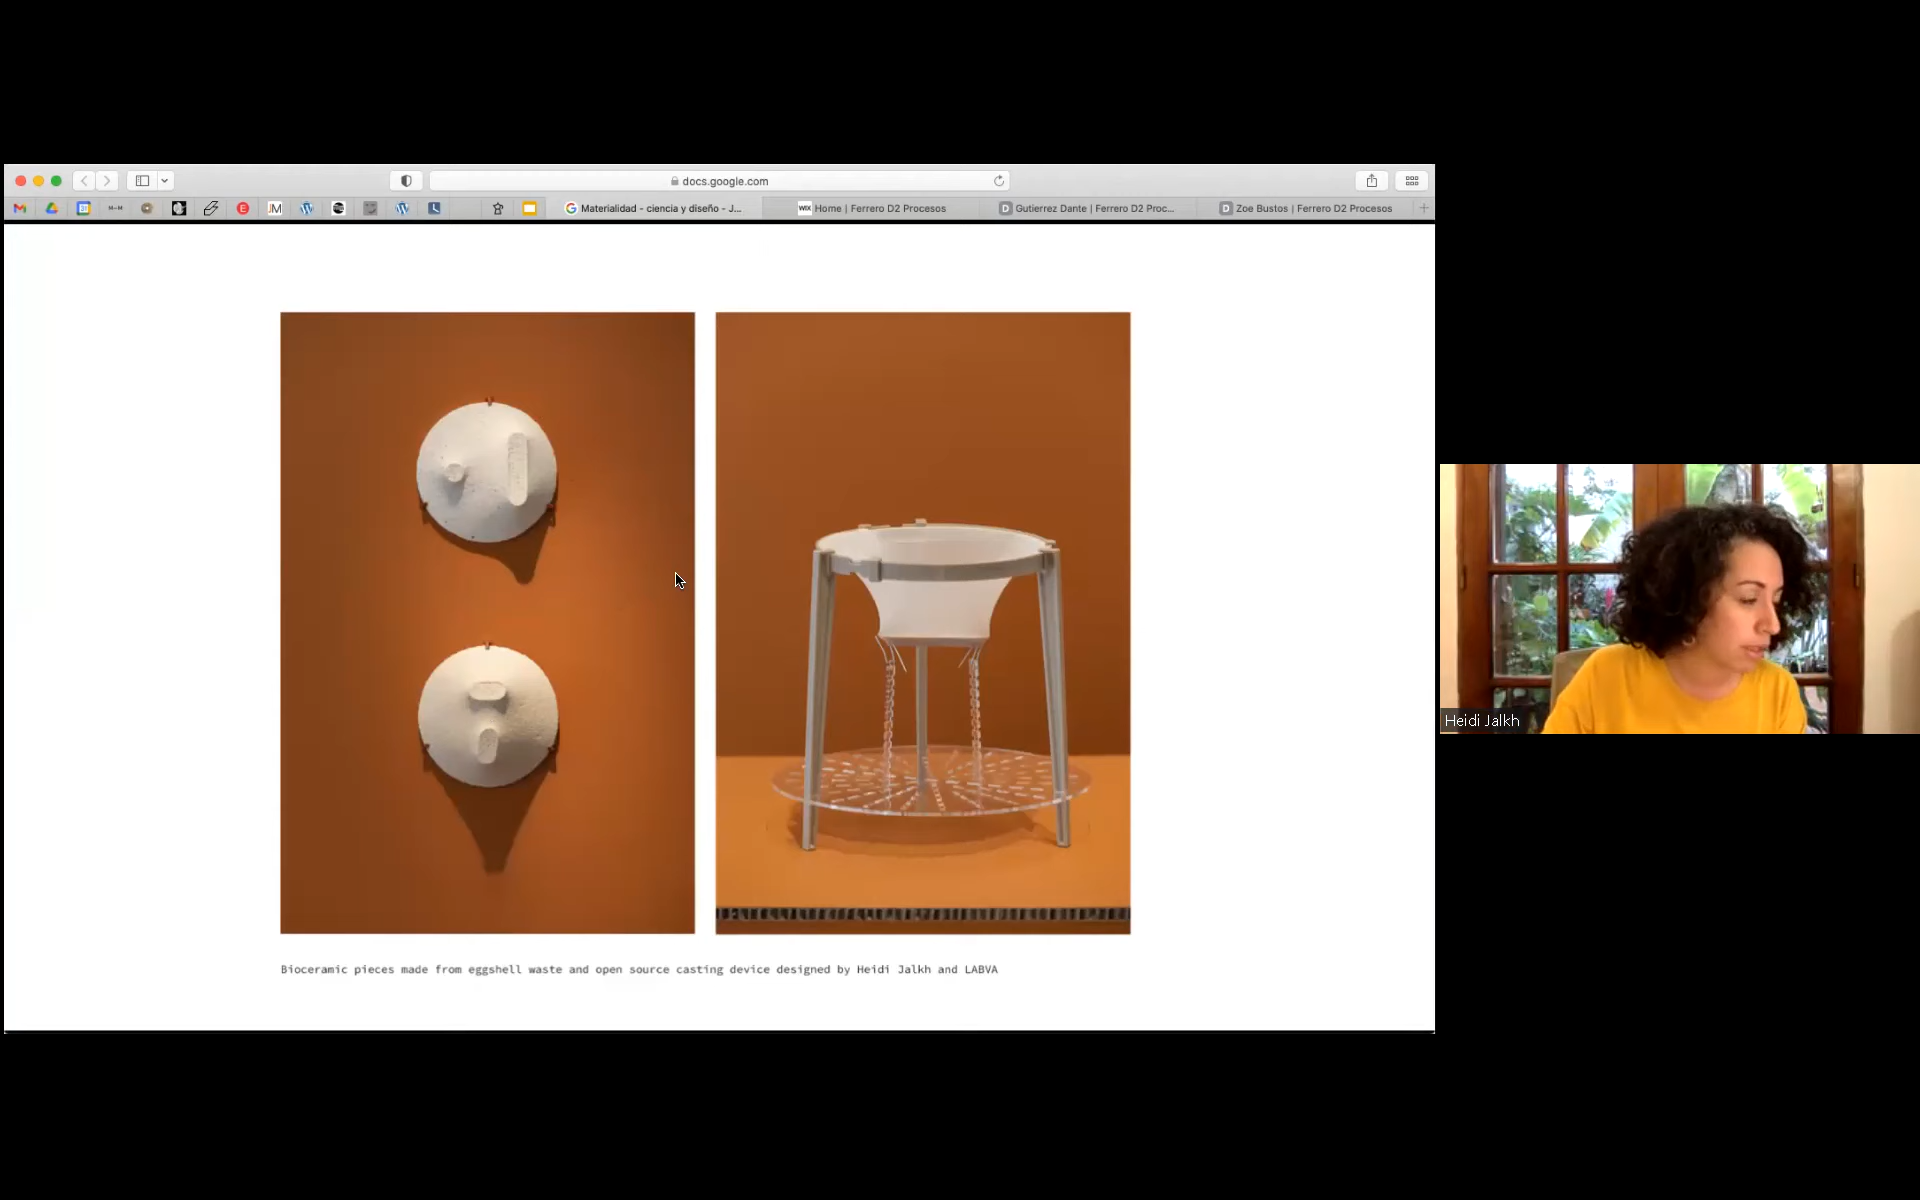 docs.google.com
Materialidad - ciencia y diseño - J...
WIX Home | Ferrero D2 Procesos
D Gutierrez Dante | Ferrero D2 Proc...
D Zoe Bustos | Ferrero D2 Procesos
Heidi Jalkh
Bioceramic pieces made from eggshell waste and open source casting device designed by Heidi Jalkh and LABVA